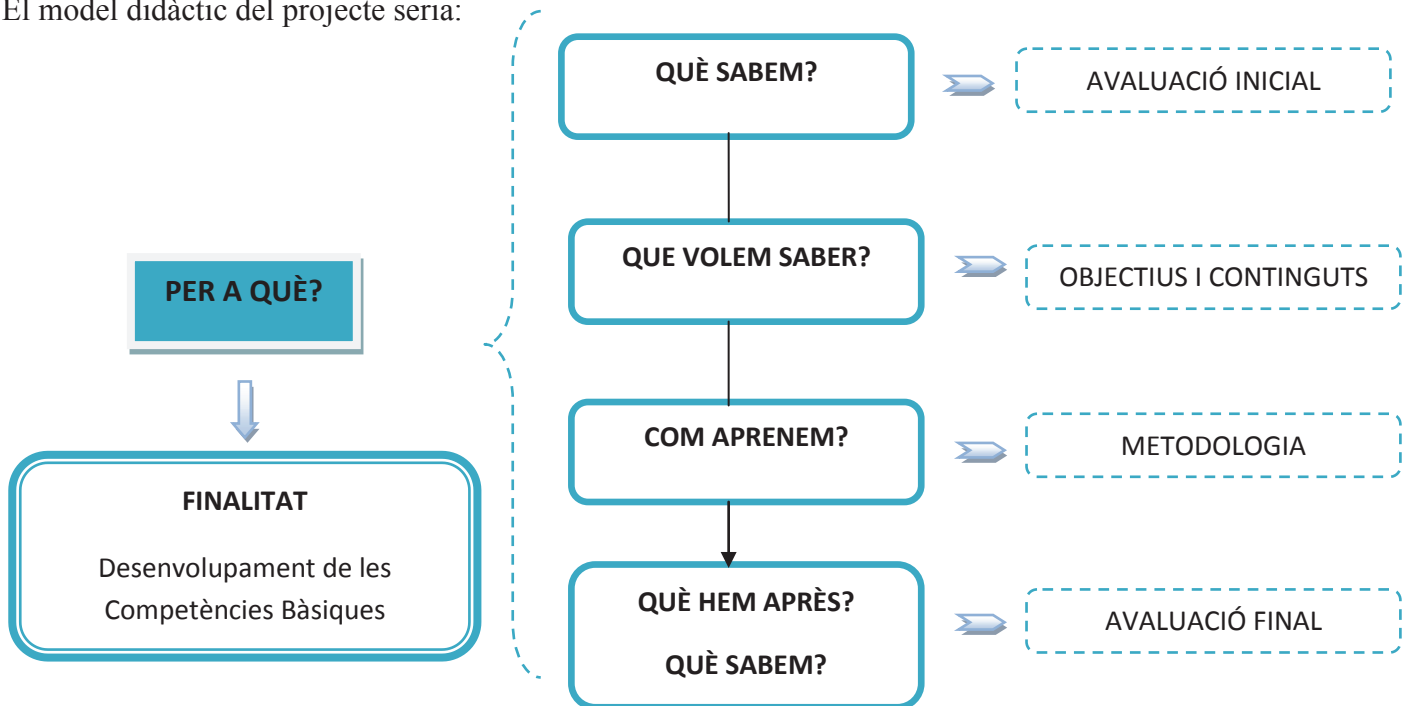 El model didàctic del projecte seria:
PER A QUÈ?
FINALITAT
Desenvolupament de les
Competències Bàsiques
QUÈ SABEM?
AVALUACIÓ INICIAL
QUE VOLEM SABER?
OBJECTIUS I CONTINGUTS
COM APRENEM?
METODOLOGIA
QUÈ HEM APRÈS?
QUÈ SABEM?
AVALUACIÓ FINAL